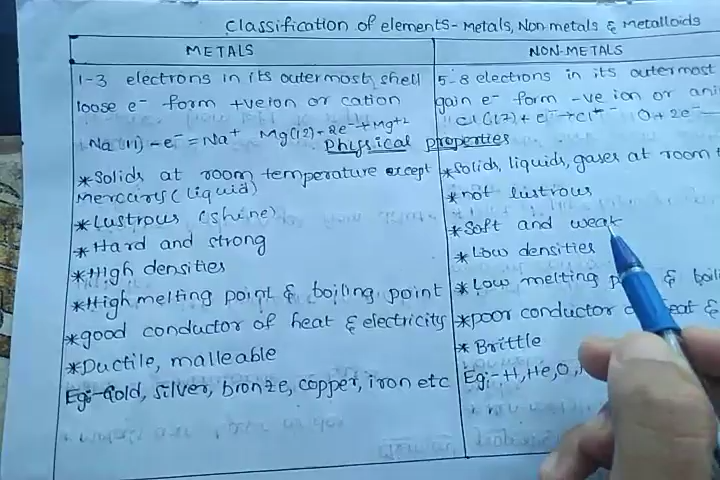 Classification of elements- Metals, Non-metals & Metalloids
METALS
1-3 electrons in its outermost shell
loose e- form +veion or cation
Na(11) - e- = Na+ Mg(12)-2e-→Mg+2
Physical properties
*Solids at room temperature except
Mercury (liquid)
*Lustrous (shine)
*Hard and strong
*High densities
*High melting point & boiling point
*good conductor of heat & electricity
*Ductile, malleable
Eg:-Gold, silver, bronze, copper, iron etc
NON-METALS
5-8 electrons in its outermost
gain e- form -ve ion or
Cl(17)+e-→Cl- O+2e-
*Solids, liquids, gases at room
*not lustrous
*Soft and weak
*Low densities
*Low melting &
*poor conductor &
*Brittle
Eg:-H, He, O,